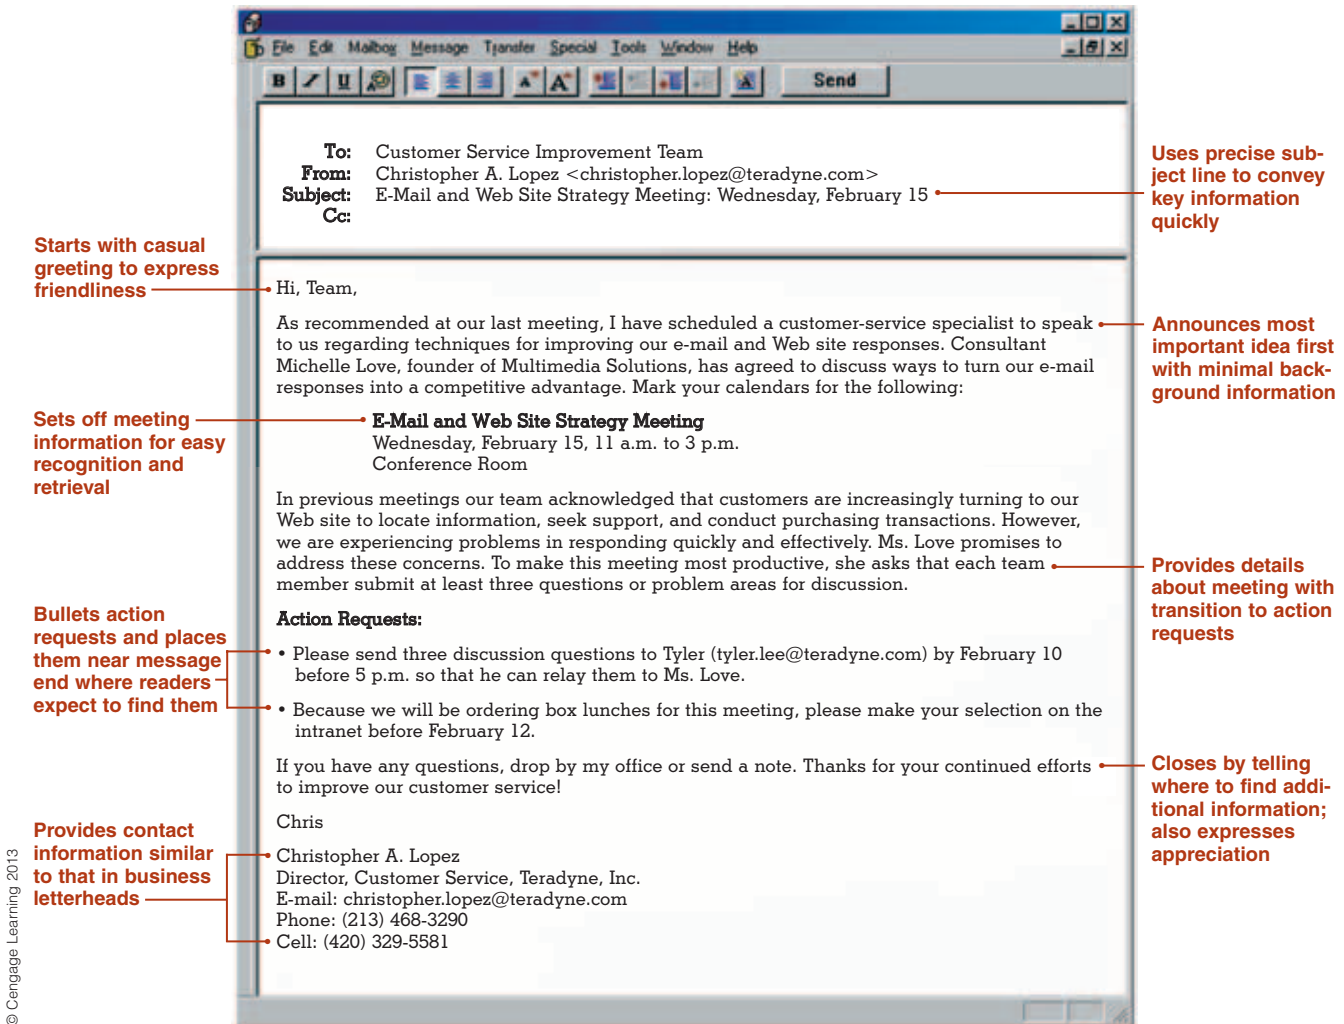 File Edit Mailbox Message Transfer Special Tools Window Help
B I U A A A A Send
To: Customer Service Improvement Team
From: Christopher A. Lopez <christopher.lopez@teradyne.com>
Subject: E-Mail and Web Site Strategy Meeting: Wednesday, February 15
Cc:
Uses precise sub-
ject line to convey
key information
quickly
Starts with casual
greeting to express
friendliness
Hi, Team,
As recommended at our last meeting, I have scheduled a customer-service specialist to speak
to us regarding techniques for improving our e-mail and Web site responses. Consultant
Michelle Love, founder of Multimedia Solutions, has agreed to discuss ways to turn our e-mail
responses into a competitive advantage. Mark your calendars for the following:
Announces most
important idea first
with minimal back-
ground information
Sets off meeting
information for easy
recognition and
retrieval
E-Mail and Web Site Strategy Meeting
Wednesday, February 15, 11 a.m. to 3 p.m.
Conference Room
In previous meetings our team acknowledged that customers are increasingly turning to our
Web site to locate information, seek support, and conduct purchasing transactions. However,
we are experiencing problems in responding quickly and effectively. Ms. Love promises to
address these concerns. To make this meeting most productive, she asks that each team
member submit at least three questions or problem areas for discussion.
Provides details
about meeting with
transition to action
requests
Bullets action
requests and places
them near message
end where readers
expect to find them
Action Requests:
• Please send three discussion questions to Tyler (tyler.lee@teradyne.com) by February 10
before 5 p.m. so that he can relay them to Ms. Love.
• Because we will be ordering box lunches for this meeting, please make your selection on the
intranet before February 12.
If you have any questions, drop by my office or send a note. Thanks for your continued efforts
to improve our customer service!
Closes by telling
where to find addi-
tional information;
also expresses
appreciation
Chris
Provides contact
information similar
to that in business
letterheads
Christopher A. Lopez
Director, Customer Service, Teradyne, Inc.
E-mail: christopher.lopez@teradyne.com
Phone: (213) 468-3290
Cell: (420) 329-5581
© Cengage Learning 2013